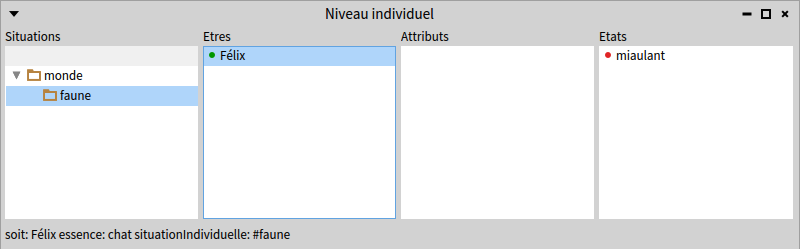 Niveau individuel
Situations Etres Attributs Etats
Félix miaulant
monde
faune
soit: Félix essence: chat situationIndividuelle: #faune